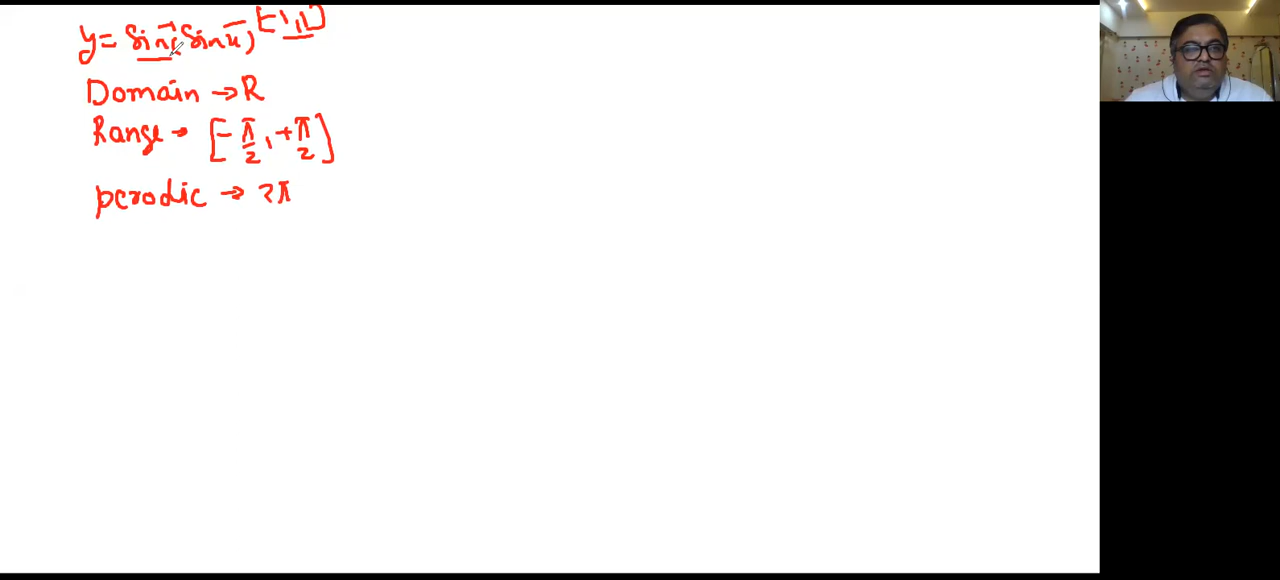 y = sin⁻¹(sin x), [-1,1]
Domain → R
Range → [-π/2, +π/2]
perodic → 2π